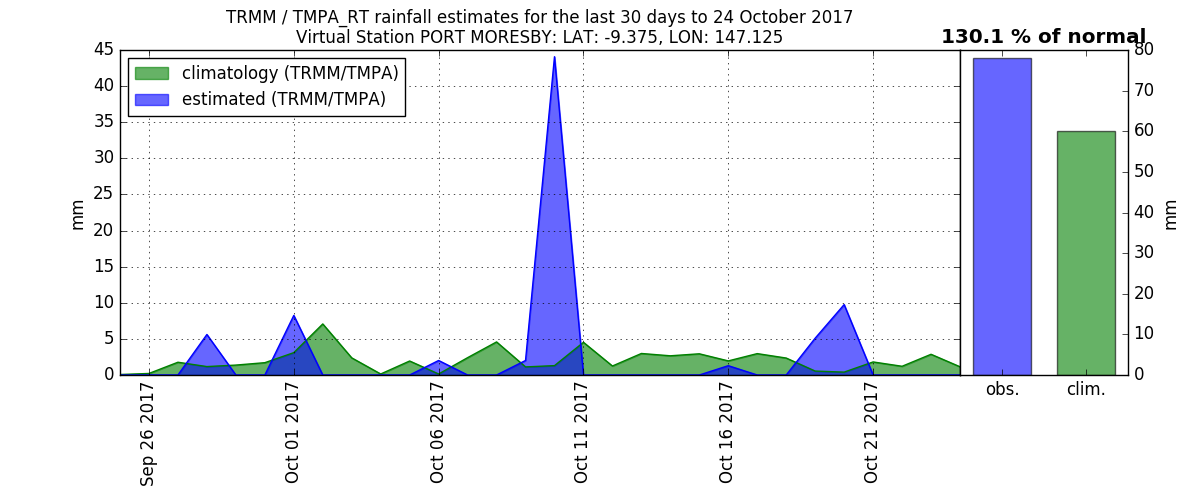 TRMM / TMPA_RT rainfall estimates for the last 30 days to 24 October 2017
Virtual Station PORT MORESBY: LAT: -9.375, LON: 147.125
130.1 % of normal
climatology (TRMM/TMPA)
estimated (TRMM/TMPA)
mm
45
40
35
30
25
20
15
10
5
0
Sep 26 2017
Oct 01 2017
Oct 06 2017
Oct 11 2017
Oct 16 2017
Oct 21 2017
obs.
clim.
80
70
60
50
40
30
20
10
0
mm